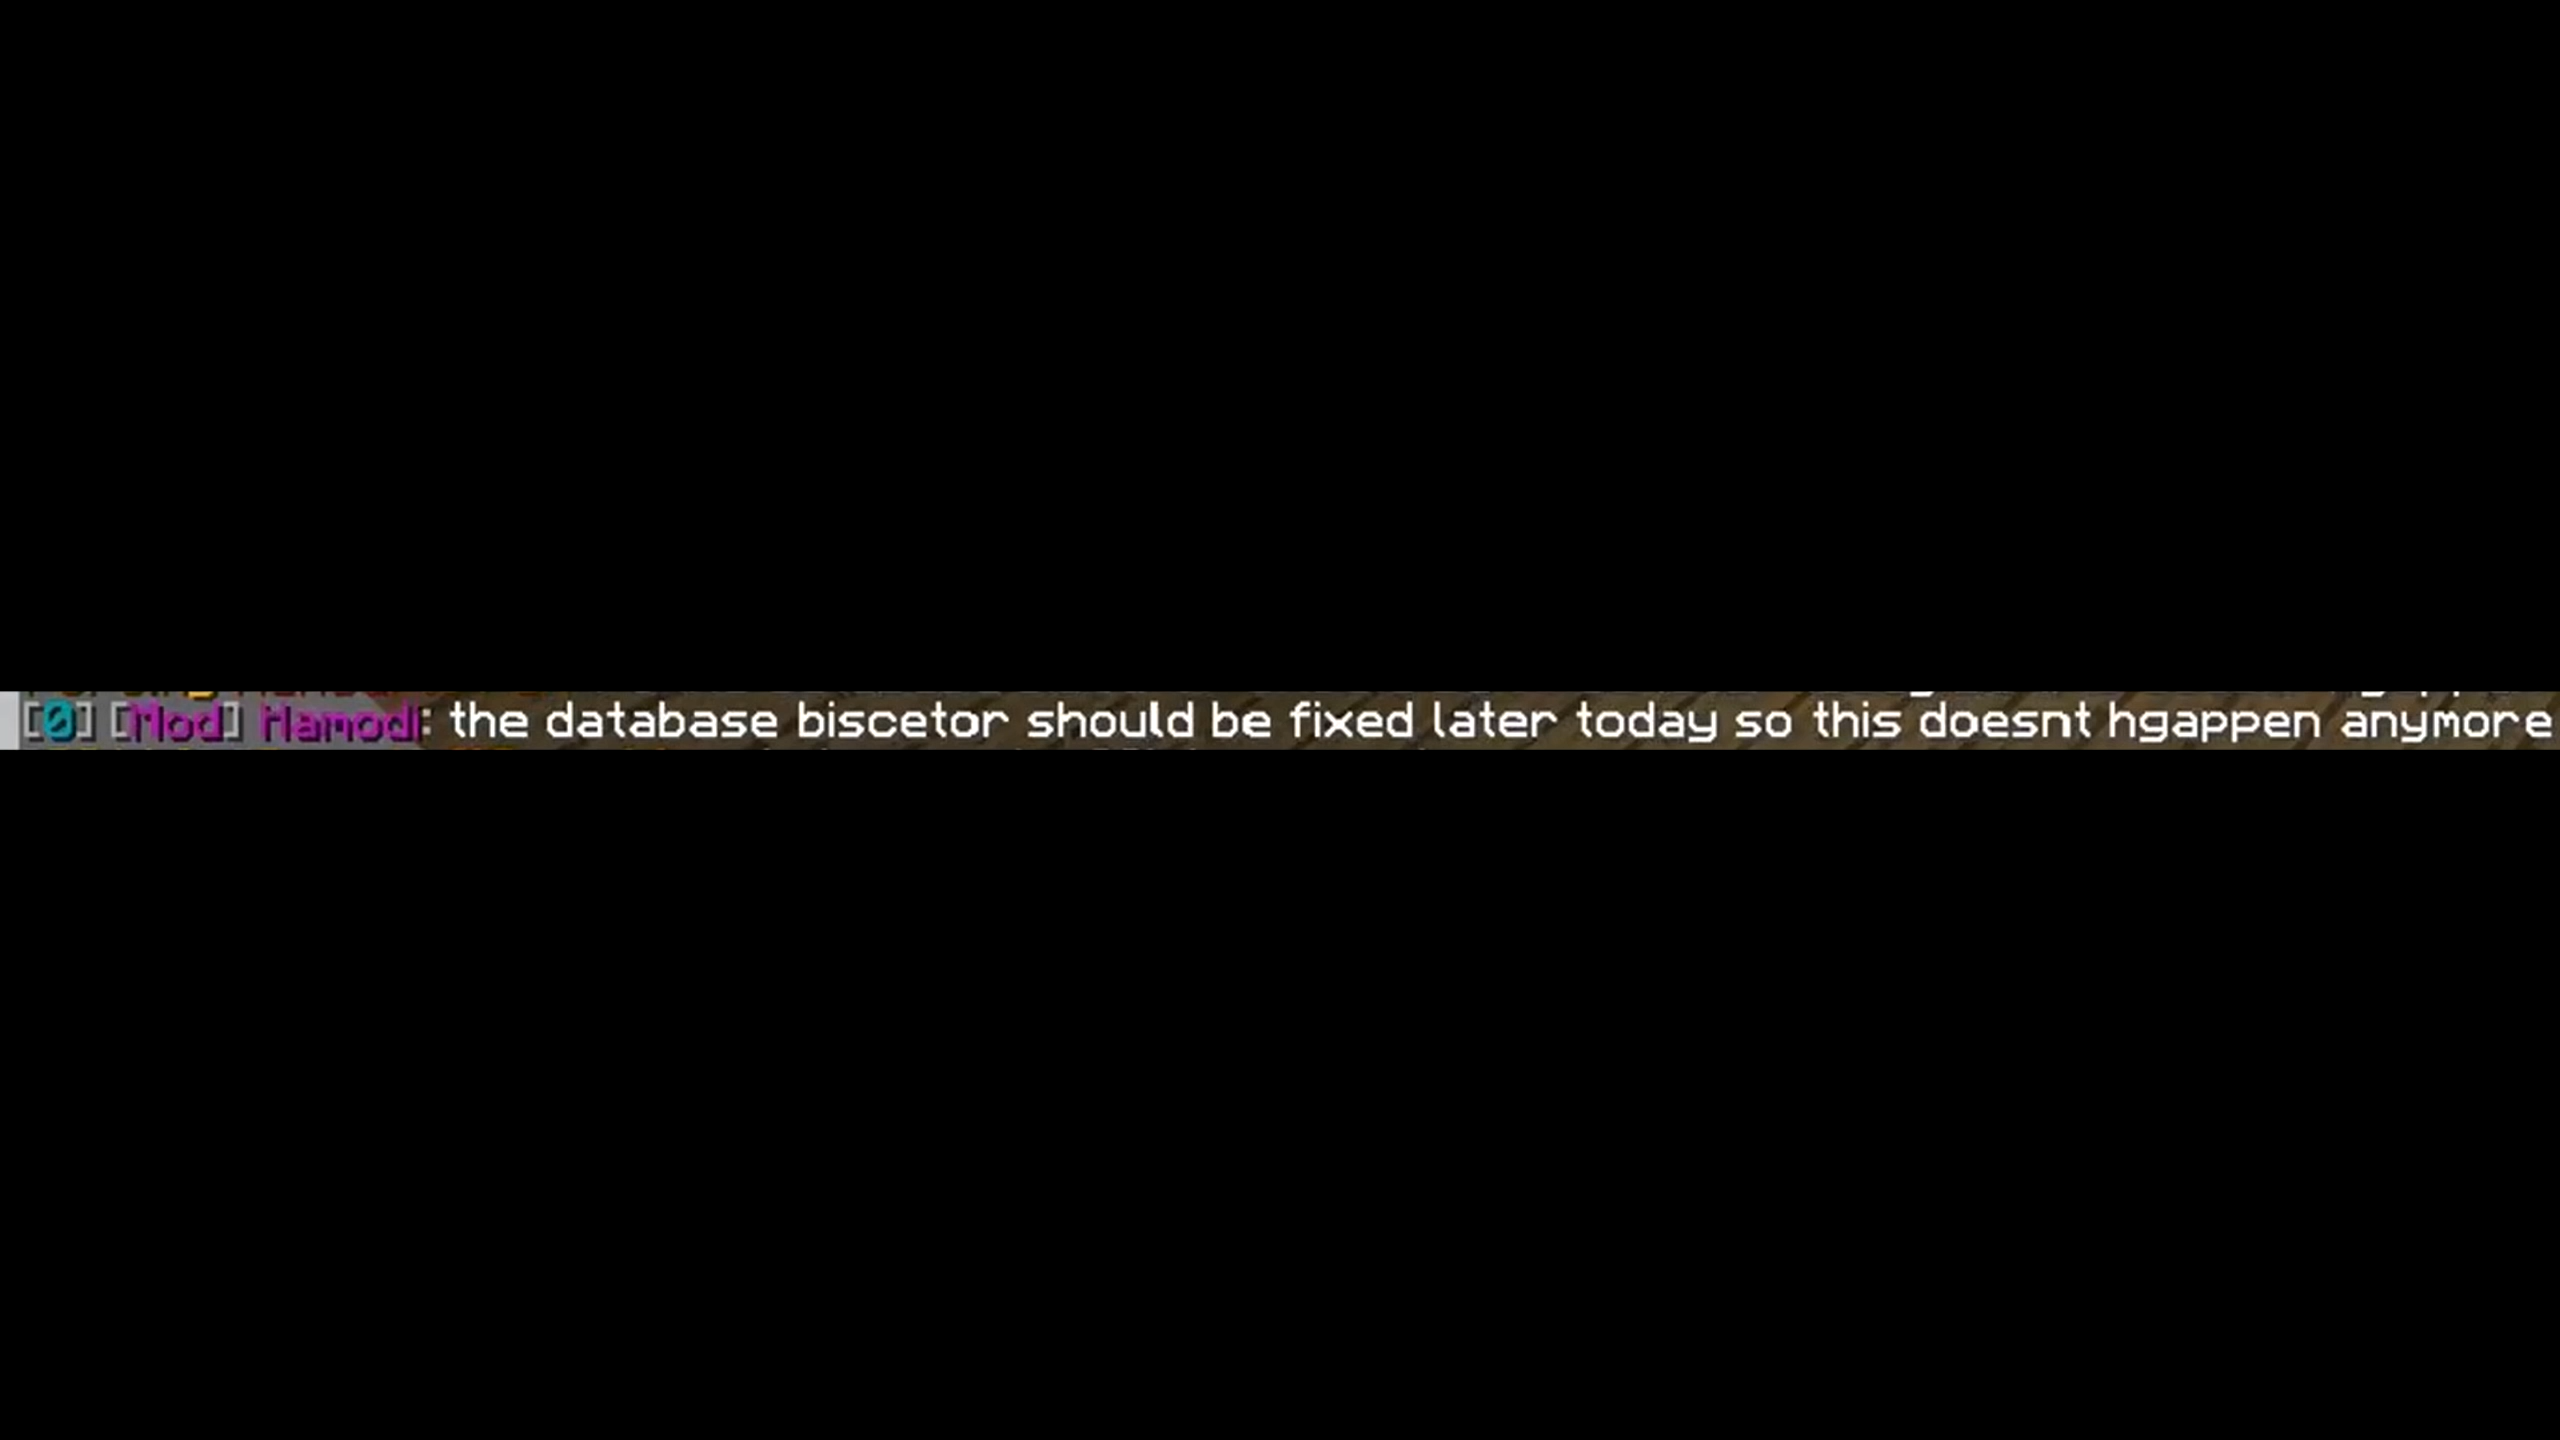 [0] [Mod] Hamodi: the database biscetor should be fixed later today so this doesnt hgappen anymore